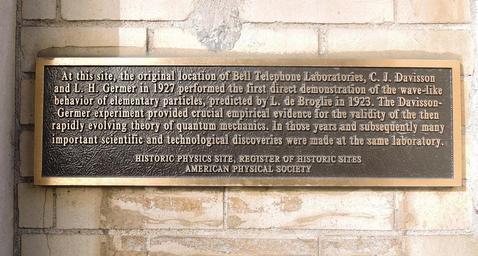 At this site, the original location of Bell Telephone Laboratories, C. J. Davisson
and L. H. Germer in 1927 performed the first direct demonstration of the wave-like
behavior of elementary particles, predicted by L. de Broglie in 1923. The Davisson-
Germer experiment provided crucial empirical evidence for the validity of the then
rapidly evolving theory of quantum mechanics. In those years and subsequently many
important scientific and technological discoveries were made at the same laboratory.
HISTORIC PHYSICS SITE, REGISTER OF HISTORIC SITES
AMERICAN PHYSICAL SOCIETY